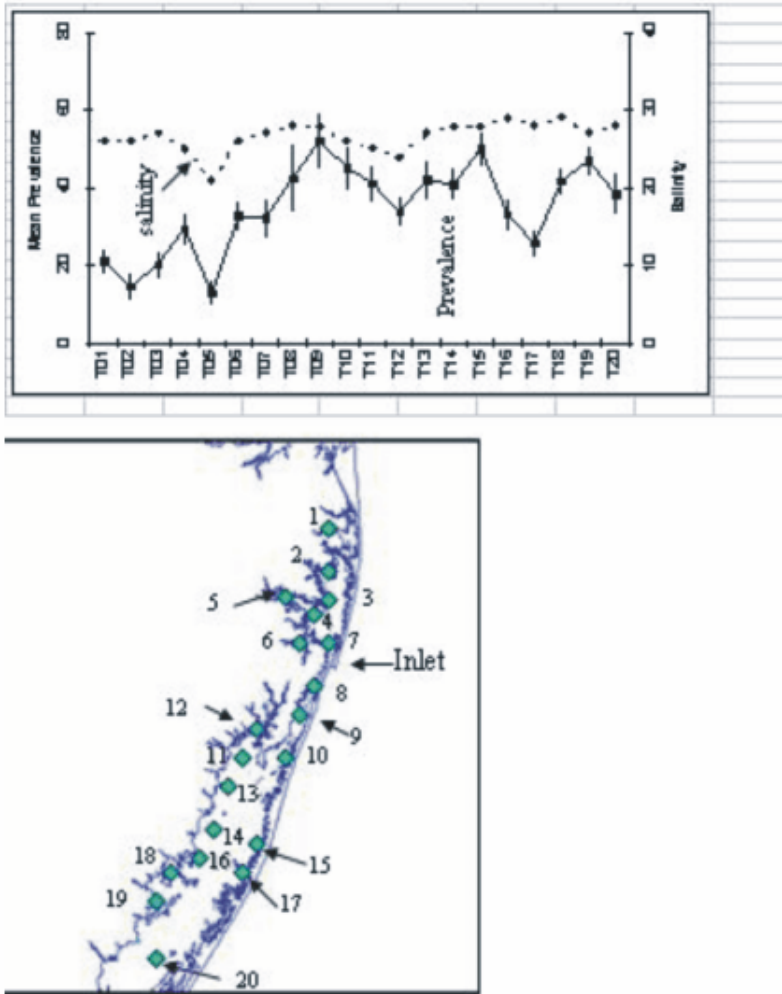 80
60
40
20
0
Mean Prevalence
salinity
Prevalence
40
30
20
10
0
Salinity
T01
T02
T03
T04
T05
T06
T07
T08
T09
T10
T11
T12
T13
T14
T15
T16
T17
T18
T19
T20
1
2
5
3
4
6
7
Inlet
8
12
9
11
10
13
14
15
18
16
19
17
20